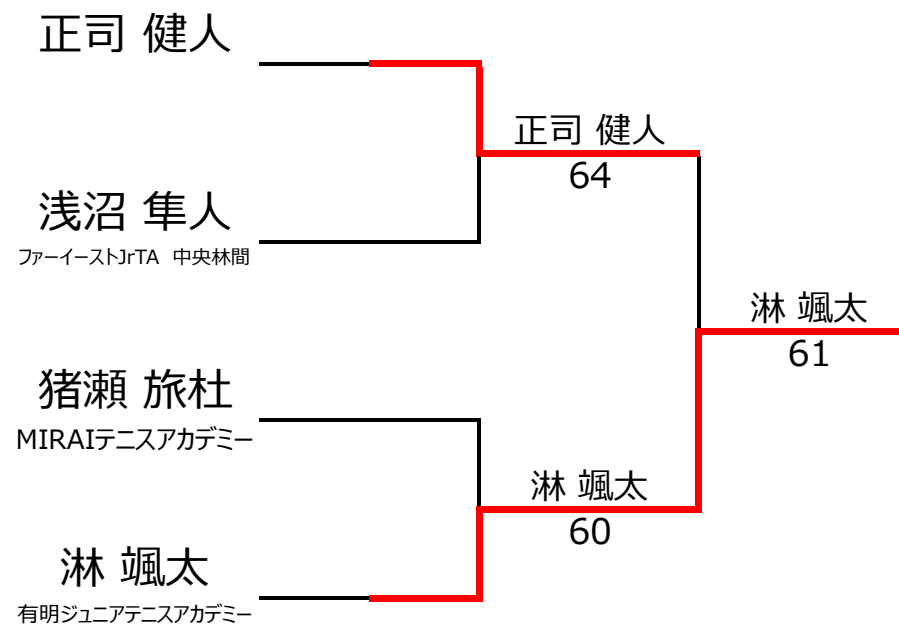 正司 健人
正司 健人
64
浅沼 隼人
ファーイーストJrTA 中央林間
淋 颯太
61
猪瀬 旅杜
MIRAIテニスアカデミー
淋 颯太
60
淋 颯太
有明ジュニアテニスアカデミー